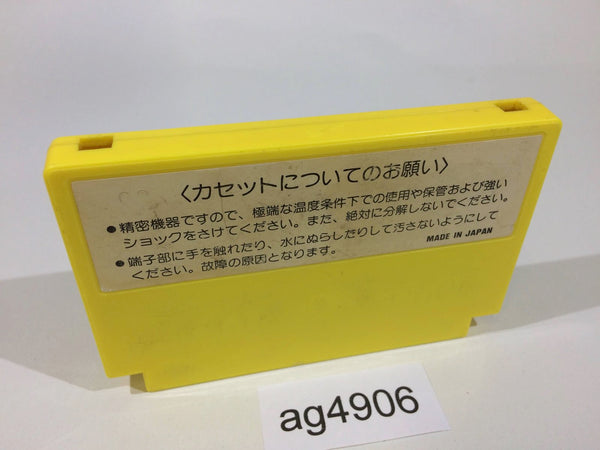 〈カセットについてのお願い〉
●精密機器ですので、極端な温度条件下での使用や保管および強い
ショックをさけてください。また、絶対に分解しないでください。
●端子部に手を触れたり、水にぬらしたりして汚さないようにして
ください。故障の原因となります。
MADE IN JAPAN
ag4906